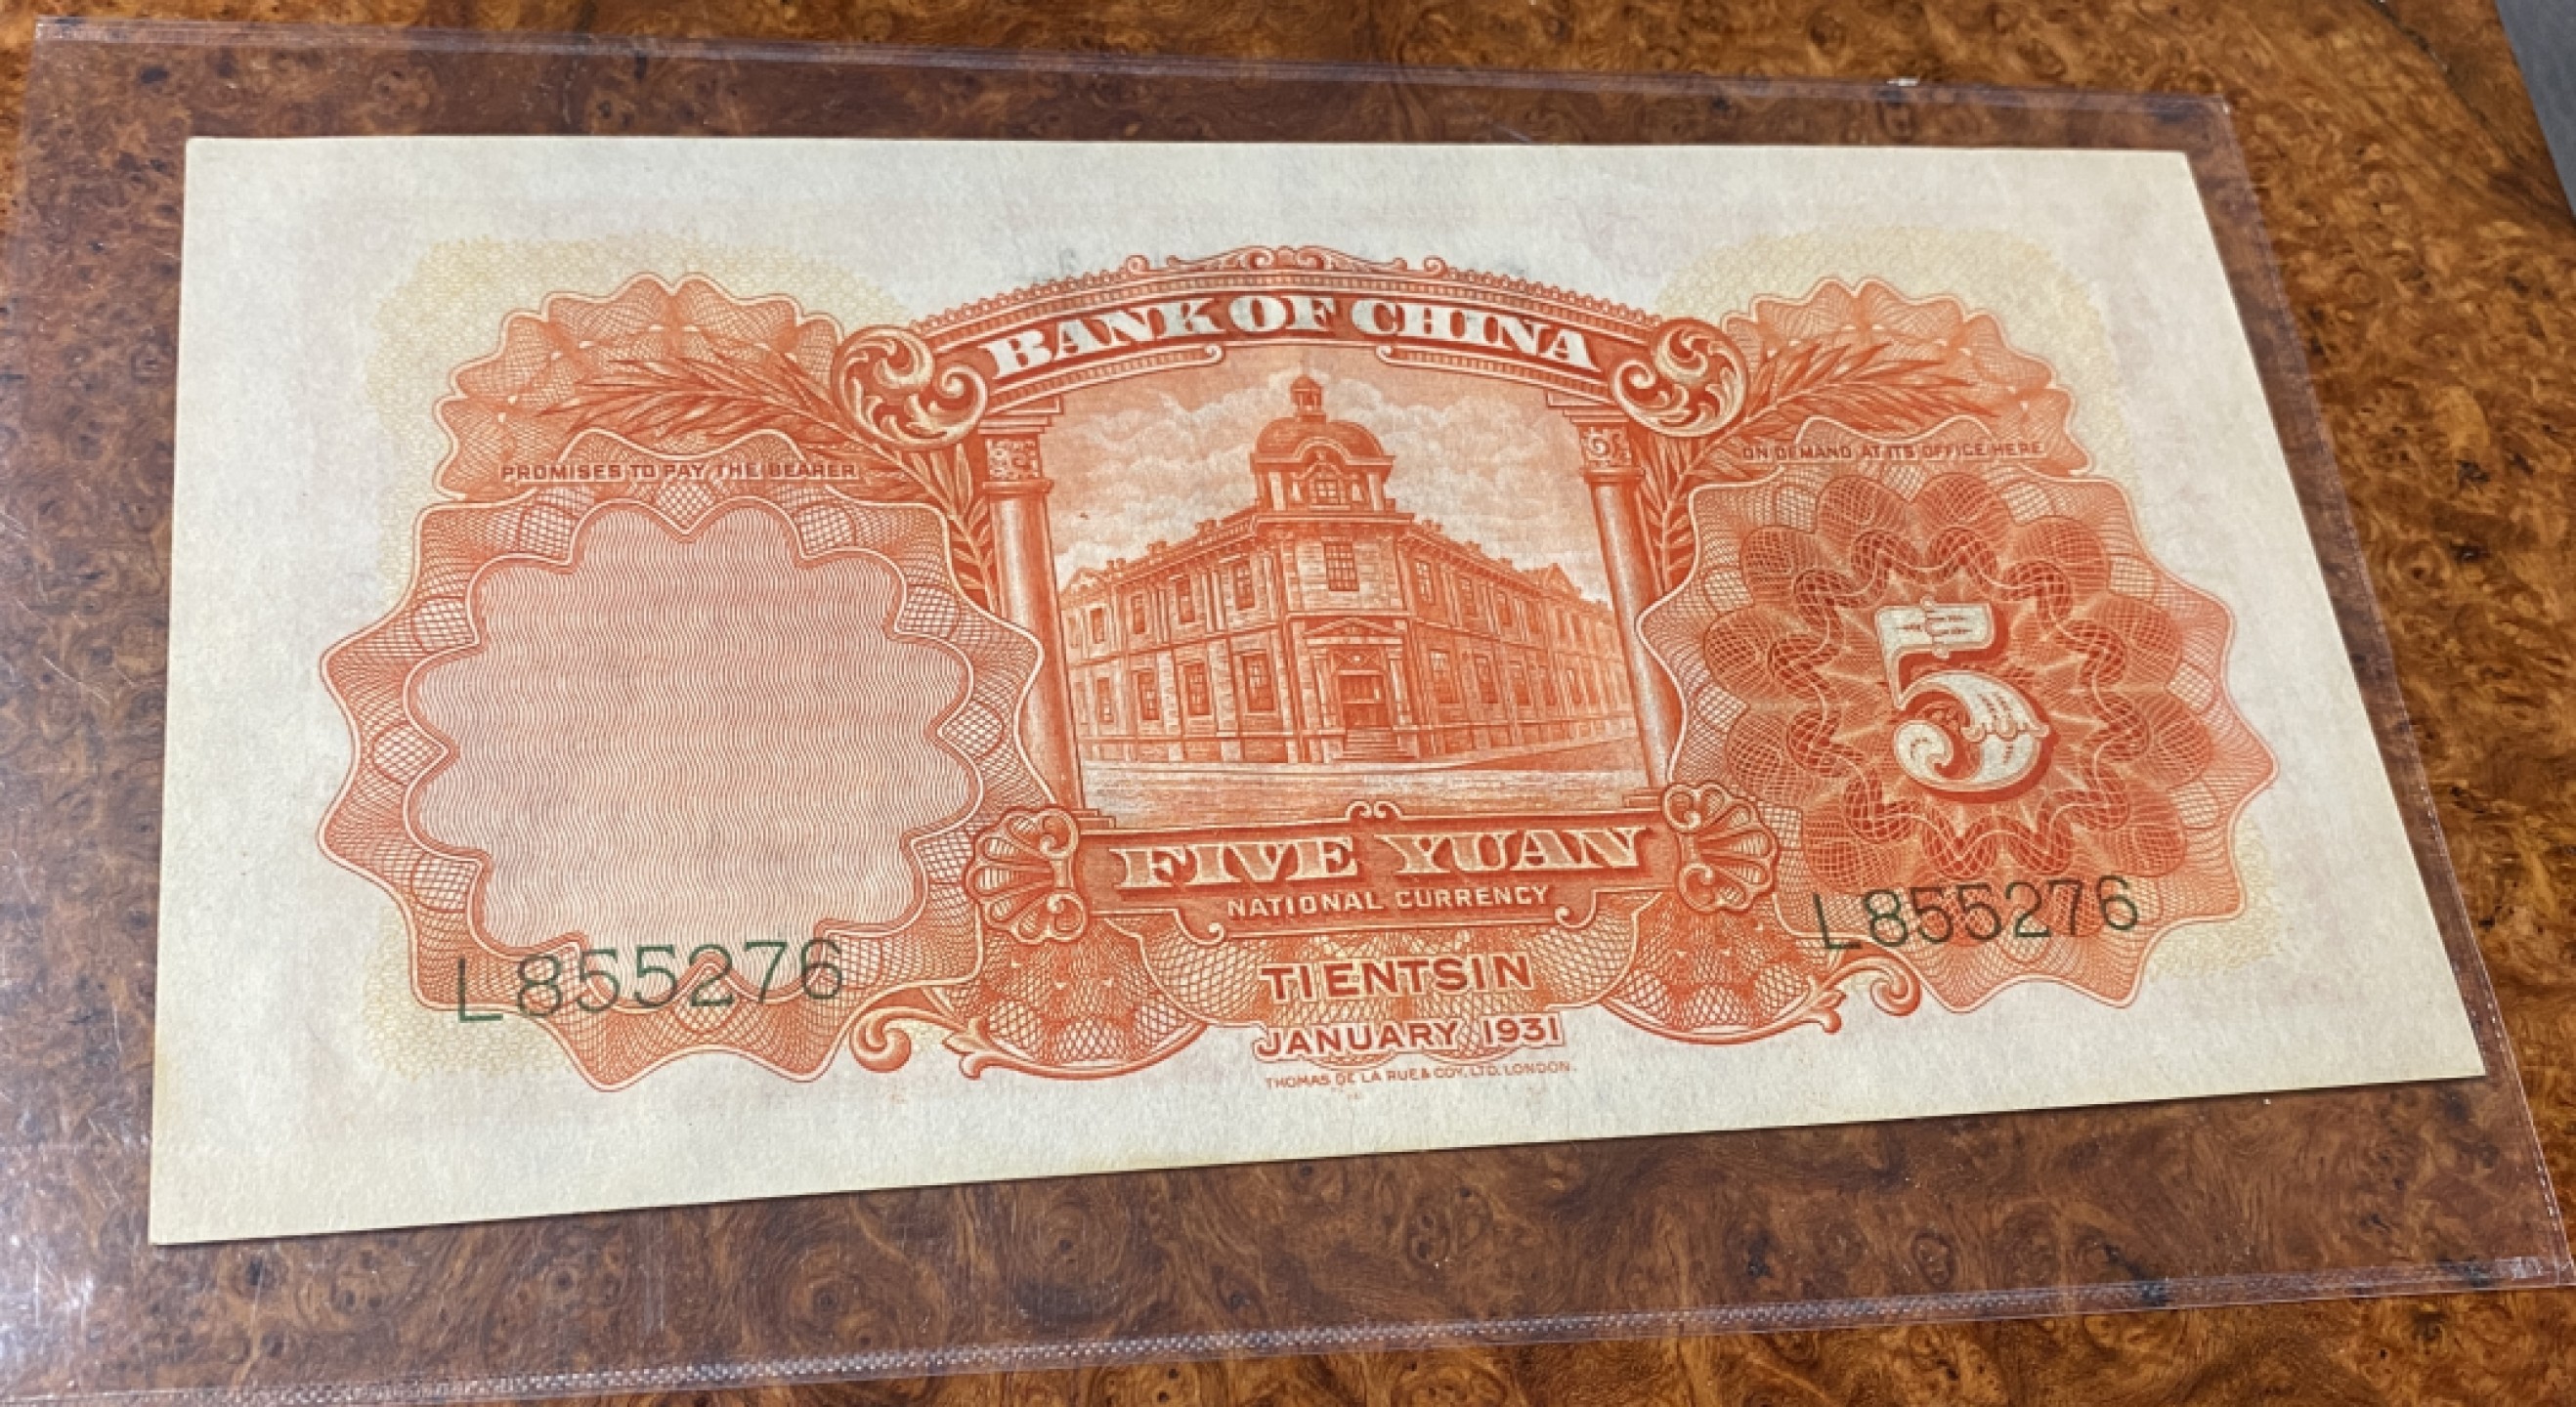 BANK OF CHINA
PROMISES TO PAY THE BEARER
ON DEMAND AT ITS OFFICE HERE
5
FIVE YUAN
NATIONAL CURRENCY
L855276
L855276
TIENTSIN
JANUARY 1931
THOMAS DE LA RUE & COY. LTD. LONDON.